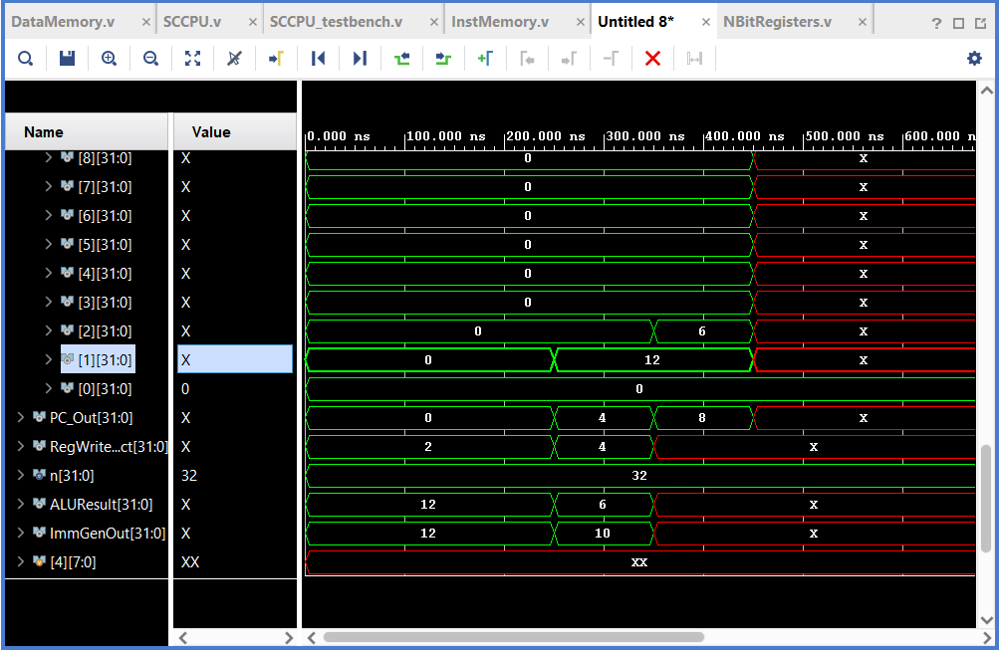 DataMemory.v × SCCPU.v × SCCPU_testbench.v × InstMemory.v × Untitled 8* × NBitRegisters.v × ?
Name Value 0.000 ns 100.000 ns 200.000 ns 300.000 ns 400.000 ns 500.000 ns 600.000 n
[8][31:0] X 0 X
[7][31:0] X 0 X
[6][31:0] X 0 X
[5][31:0] X 0 X
[4][31:0] X 0 X
[3][31:0] X 0 X
[2][31:0] X 0 6 X
[1][31:0] X 0 12 X
[0][31:0] 0 0
PC_Out[31:0] X 0 4 8 X
RegWrite...ct[31:0] X 2 4 X
n[31:0] 32 32
ALUResult[31:0] X 12 6 X
ImmGenOut[31:0] X 12 10 X
[4][7:0] XX XX